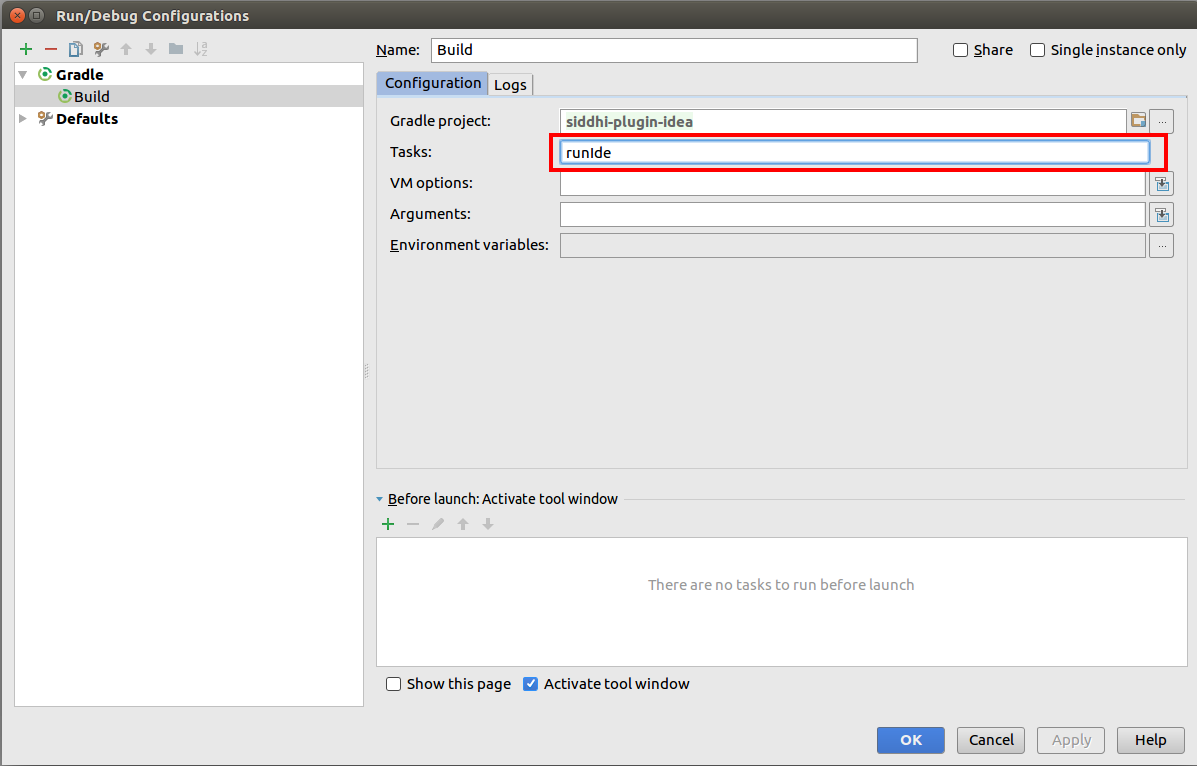 Run/Debug Configurations
Name: Build
Share
Single instance only
Gradle
Build
Defaults
Configuration
Logs
Gradle project: siddhi-plugin-idea
...
Tasks: runIde
VM options:
Arguments:
Environment variables:
...
Before launch: Activate tool window
There are no tasks to run before launch
Show this page
Activate tool window
OK
Cancel
Apply
Help